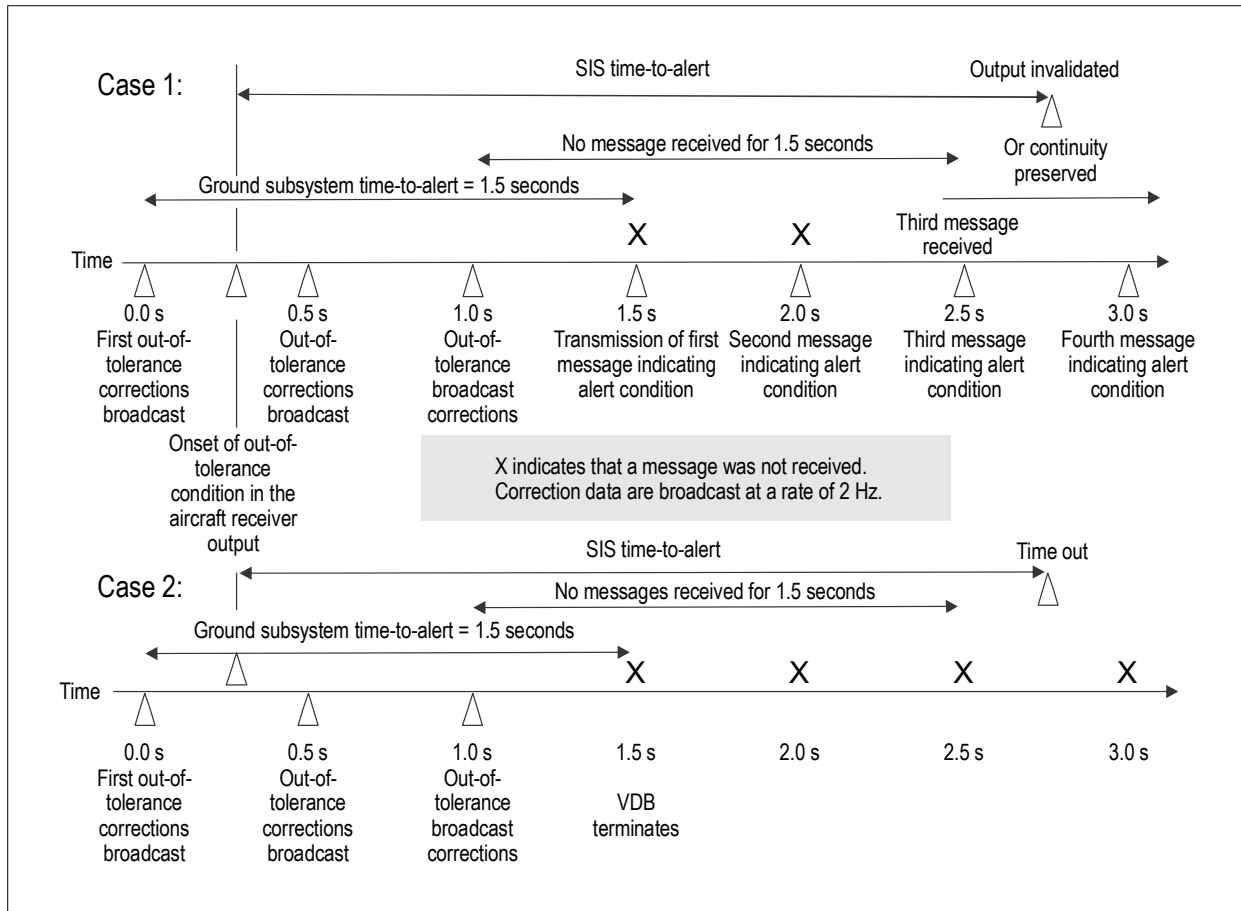 Case 1:
SIS time-to-alert
Output invalidated
No message received for 1.5 seconds
Or continuity
preserved
Ground subsystem time-to-alert = 1.5 seconds
X X
Third message
received
Time
0.0 s
First out-of-
tolerance
corrections
broadcast
0.5 s
Out-of-
tolerance
corrections
broadcast
1.0 s
Out-of-
tolerance
broadcast
corrections
1.5 s
Transmission of first
message indicating
alert condition
2.0 s
Second message
indicating alert
condition
2.5 s
Third message
indicating alert
condition
3.0 s
Fourth message
indicating alert
condition
Onset of out-of-
tolerance
condition in the
aircraft receiver
output
X indicates that a message was not received.
Correction data are broadcast at a rate of 2 Hz.
Case 2:
SIS time-to-alert
Time out
No messages received for 1.5 seconds
Ground subsystem time-to-alert = 1.5 seconds
X X X X
Time
0.0 s
First out-of-
tolerance
corrections
broadcast
0.5 s
Out-of-
tolerance
corrections
broadcast
1.0 s
Out-of-
tolerance
broadcast
corrections
1.5 s
VDB
terminates
2.0 s
2.5 s
3.0 s